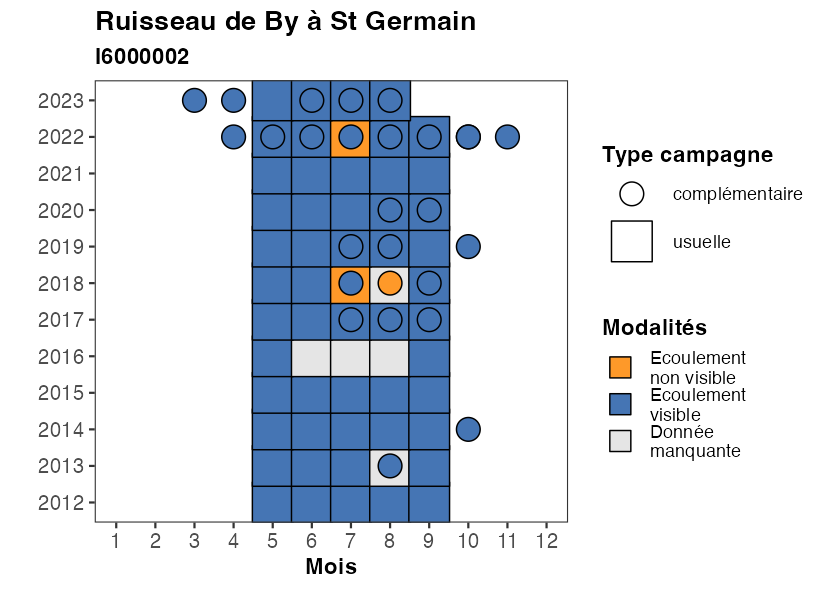 Ruisseau de By à St Germain
I6000002
2023
2022
2021
2020
2019
2018
2017
2016
2015
2014
2013
2012
1 2 3 4 5 6 7 8 9 10 11 12
Mois
Type campagne
complémentaire
usuelle
Modalités
Ecoulement
non visible
Ecoulement
visible
Donnée
manquante